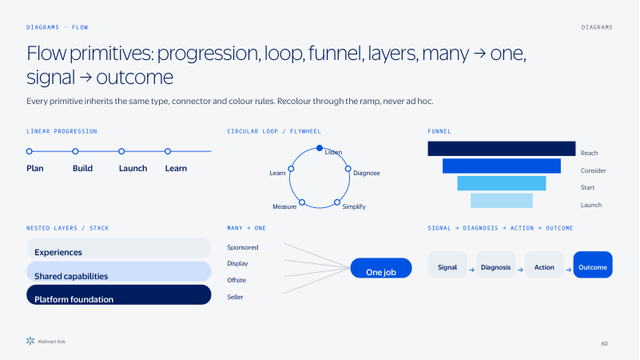 DIAGRAMS · FLOW
DIAGRAMS
Flow primitives: progression, loop, funnel, layers, many → one,
signal → outcome
Every primitive inherits the same type, connector and colour rules. Recolour through the ramp, never ad hoc.
LINEAR PROGRESSION
Plan
Build
Launch
Learn
CIRCULAR LOOP / FLYWHEEL
Listen
Diagnose
Simplify
Measure
Learn
FUNNEL
Reach
Consider
Start
Launch
NESTED LAYERS / STACK
Experiences
Shared capabilities
Platform foundation
MANY → ONE
Sponsored
Display
Offsite
Seller
One job
SIGNAL → DIAGNOSIS → ACTION → OUTCOME
Signal → Diagnosis → Action → Outcome
Walmart Ads
60